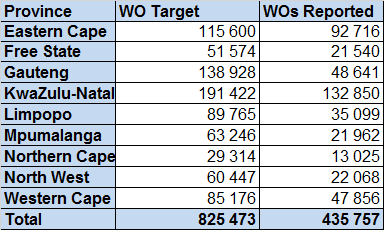 Province WO Target WOs Reported
Eastern Cape 115 600 92 716
Free State 51 574 21 540
Gauteng 138 928 48 641
KwaZulu-Natal 191 422 132 850
Limpopo 89 765 35 099
Mpumalanga 63 246 21 962
Northern Cape 29 314 13 025
North West 60 447 22 068
Western Cape 85 176 47 856
Total 825 473 435 757